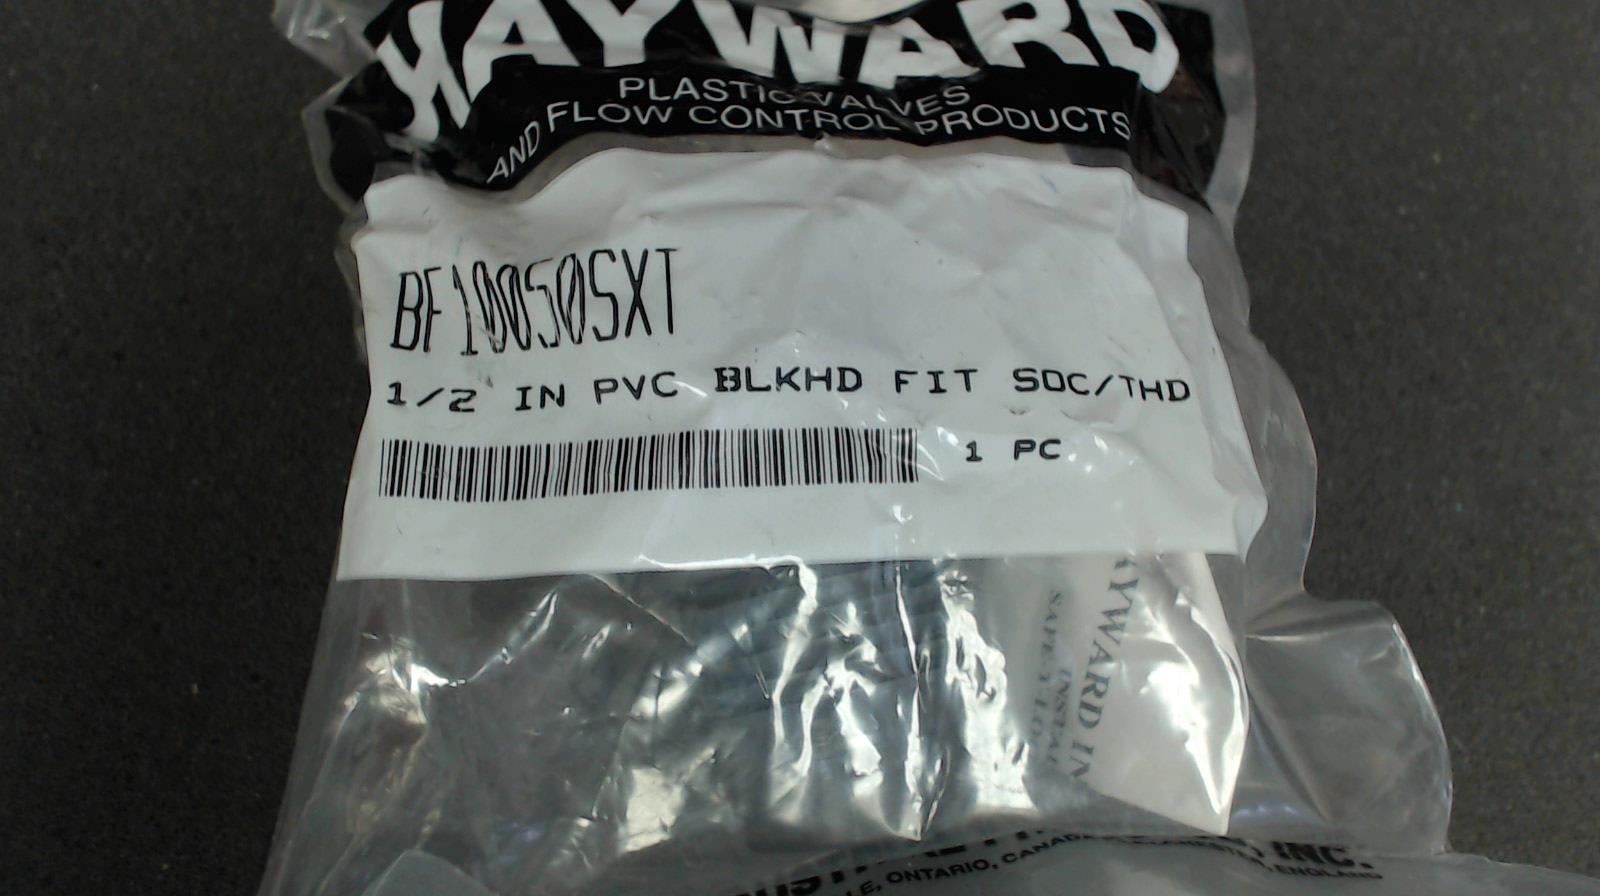 HAYWARD
PLASTIC VALVES
AND FLOW CONTROL PRODUCTS
BF10050SXT
1/2 IN PVC BLKHD FIT SOC/THD
1 PC
INC.
ONTARIO, CANADA
ENGLAND